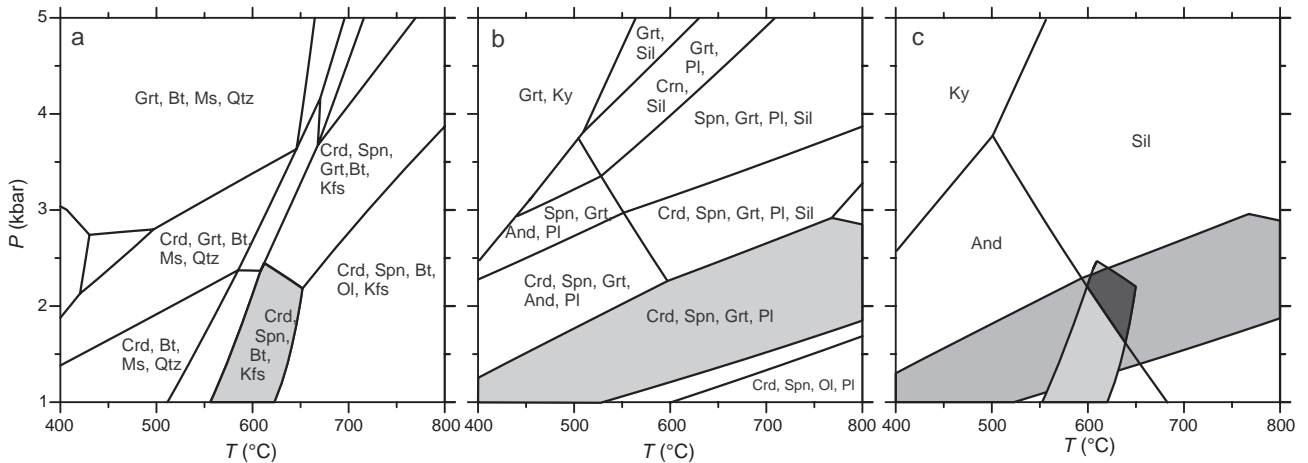 a
5
4
3
2
1
P (kbar)
Grt, Bt, Ms, Qtz
Crd, Spn,
Grt,Bt,
Kfs
Crd, Grt, Bt,
Ms, Qtz
Crd, Spn, Bt,
Ol, Kfs
Crd, Bt,
Ms, Qtz
Crd,
Spn,
Bt,
Kfs
400
500
600
700
800
T (°C)
b
Grt,
Sil
Grt,
Pl,
Crn,
Sil
Grt, Ky
Spn, Grt, Pl, Sil
Spn, Grt,
And, Pl
Crd, Spn, Grt, Pl, Sil
Crd, Spn, Grt,
And, Pl
Crd, Spn, Grt, Pl
Crd, Spn, Ol, Pl
400
500
600
700
800
T (°C)
c
Ky
Sil
And
400
500
600
700
800
T (°C)